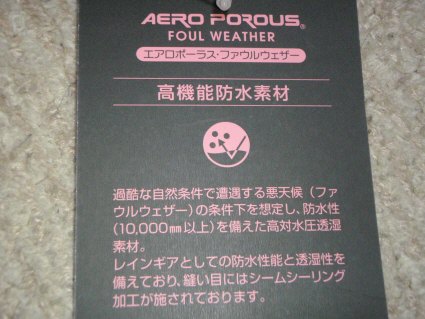 AERO POROUS®
FOUL WEATHER
エアロポーラス・ファウルウェザー
高機能防水素材
過酷な自然条件で遭遇する悪天候（ファ
ウルウェザー）の条件下を想定し、防水性
(10,000㎜以上)を備えた高対水圧透湿
素材。
レインギアとしての防水性能と透湿性を
備えており、縫い目にはシームシーリング
加工が施されております。